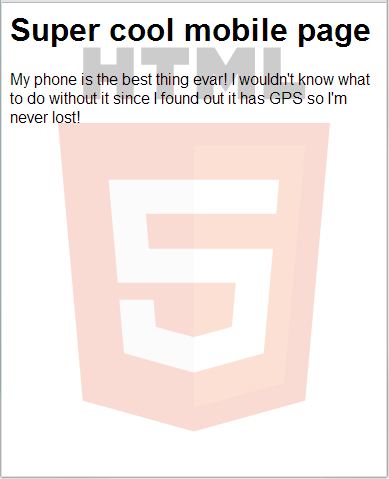 Super cool mobile page
HTML
My phone is the best thing evar! I wouldn't know what
to do without it since I found out it has GPS so I'm
never lost!
5